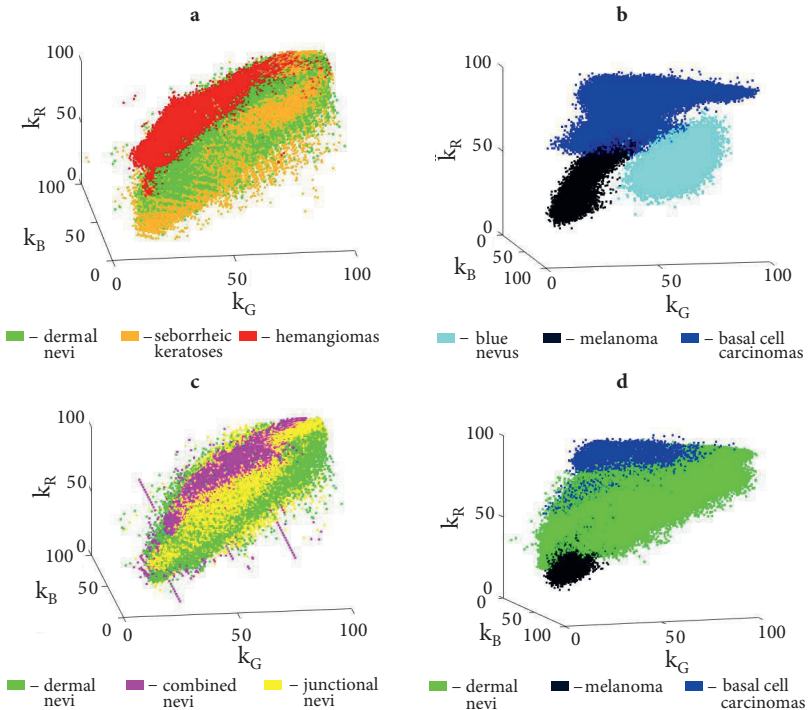 a
100
50
0
k_R
100
50
0
k_B
0
50
100
k_G
– dermal nevi
– seborrheic keratoses
– hemangiomas
b
100
50
0
k_R
0
50
100
k_B
0
50
100
k_G
– blue nevus
– melanoma
– basal cell carcinomas
c
100
50
0
k_R
100
50
0
k_B
0
50
100
k_G
– dermal nevi
– combined nevi
– junctional nevi
d
100
50
0
k_R
0
50
100
k_B
0
50
100
k_G
– dermal nevi
– melanoma
– basal cell carcinomas